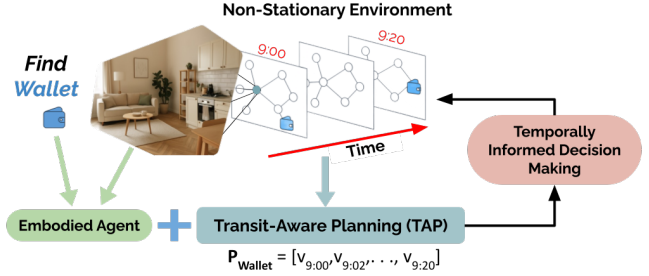 Non-Stationary Environment
Find
Wallet
9:00
9:20
Time
Temporally
Informed Decision
Making
Embodied Agent
Transit-Aware Planning (TAP)
P_Wallet = [v_9:00, v_9:02, . . ., v_9:20]